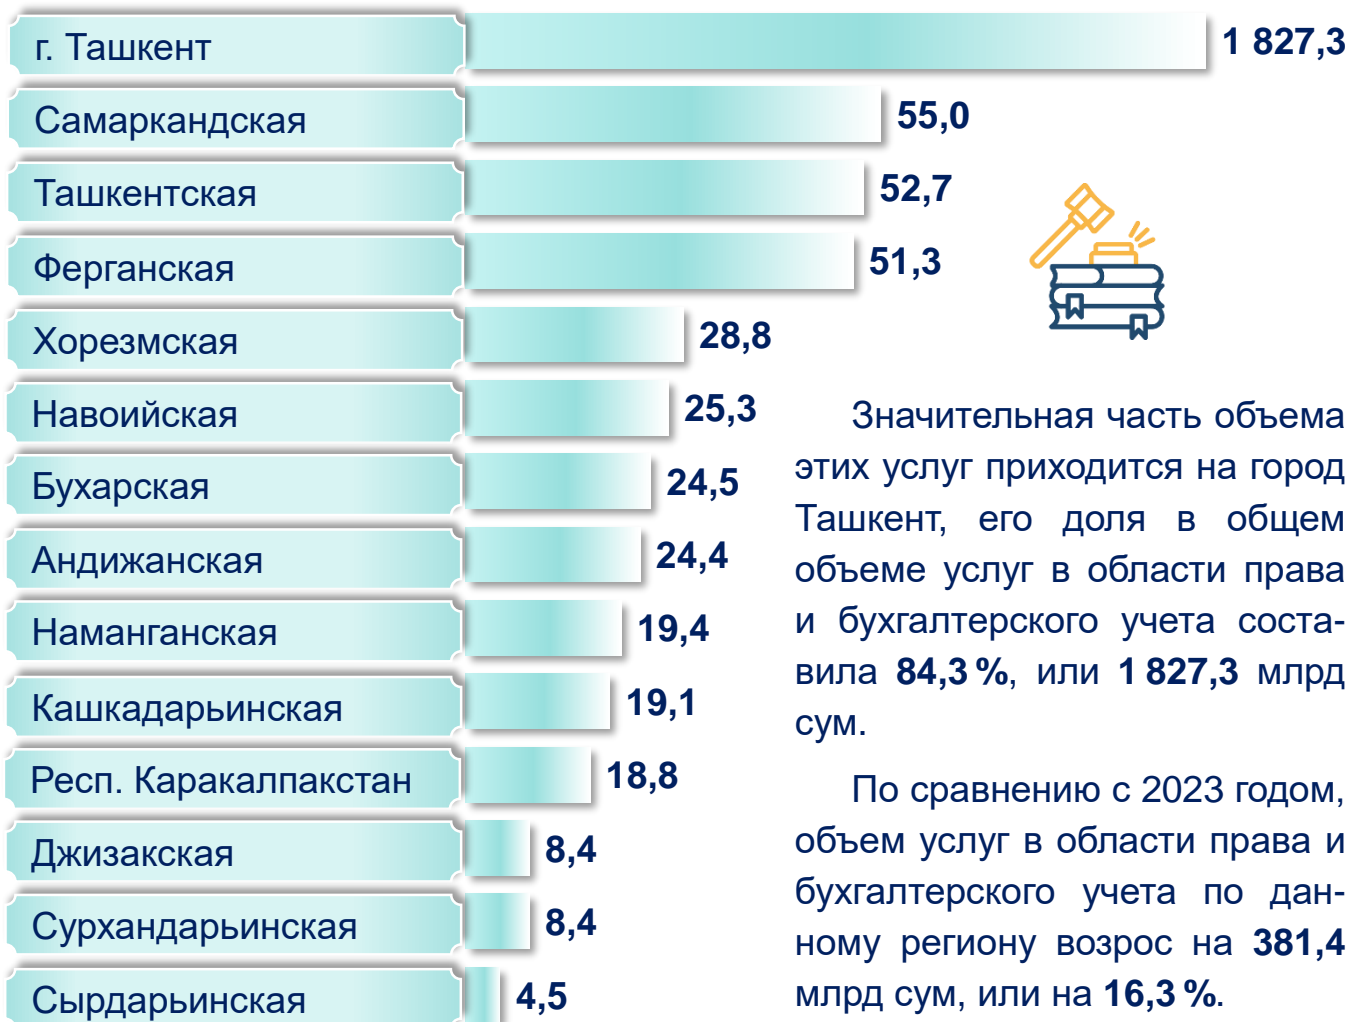 г. Ташкент 1 827,3
Самаркандская 55,0
Ташкентская 52,7
Ферганская 51,3
Хорезмская 28,8
Навоийская 25,3
Бухарская 24,5
Андижанская 24,4
Наманганская 19,4
Кашкадарьинская 19,1
Респ. Каракалпакстан 18,8
Джизакская 8,4
Сурхандарьинская 8,4
Сырдарьинская 4,5
Значительная часть объема
этих услуг приходится на город
Ташкент, его доля в общем
объеме услуг в области права
и бухгалтерского учета соста-
вила 84,3 %, или 1 827,3 млрд
сум.
По сравнению с 2023 годом,
объем услуг в области права и
бухгалтерского учета по дан-
ному региону возрос на 381,4
млрд сум, или на 16,3 %.